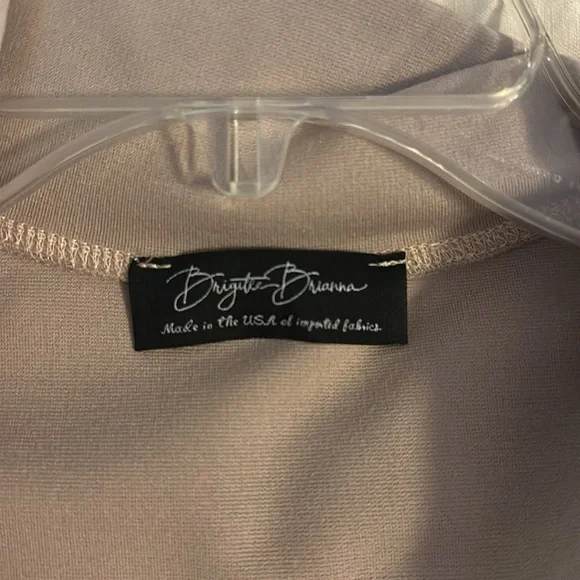 Brigitte Brianna
Made in the USA of imported fabrics.